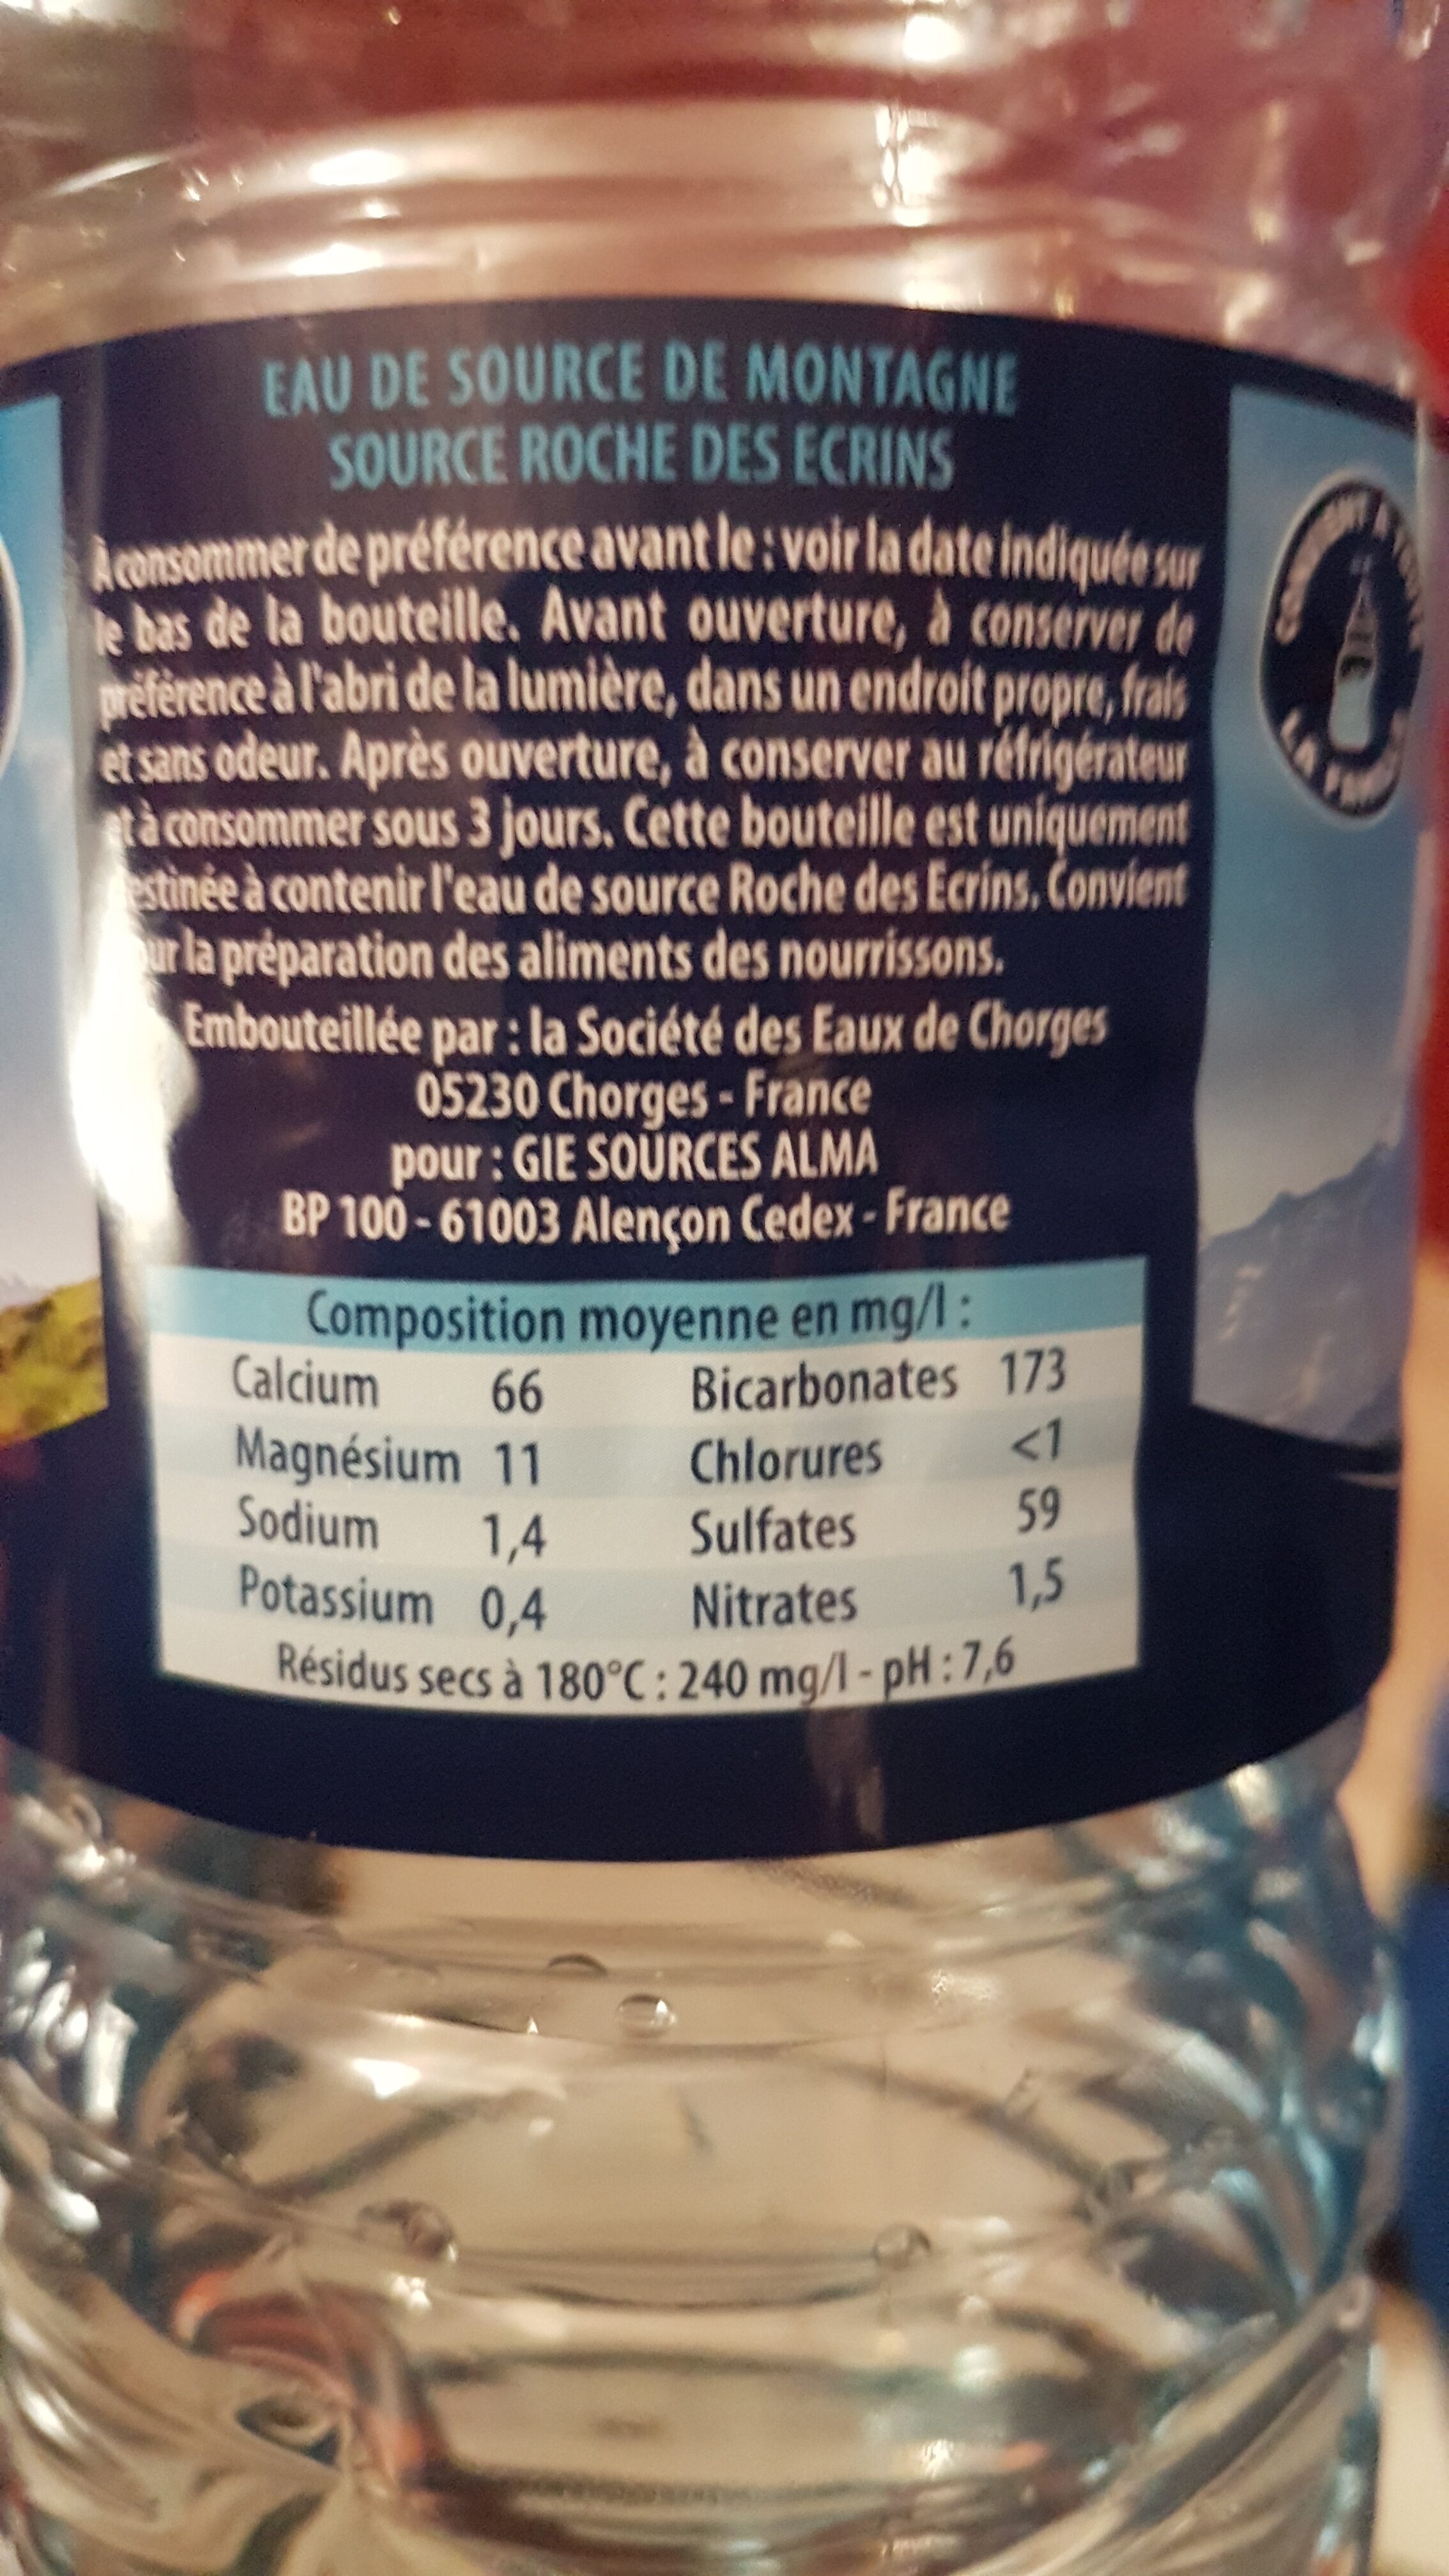 EAU DE SOURCE DE MONTAGNE
SOURCE ROCHE DES ECRINS
A consommer de préférence avant le : voir la date indiquée sur
le bas de la bouteille. Avant ouverture, à conserver de
préférence à l'abri de la lumière, dans un endroit propre, frais
et sans odeur. Après ouverture, à conserver au réfrigérateur
et à consommer sous 3 jours. Cette bouteille est uniquement
estinée à contenir l'eau de source Roche des Ecrins. Convient
ur la préparation des aliments des nourrissons.
Embouteillée par : la Société des Eaux de Chorges
05230 Chorges - France
pour : GIE SOURCES ALMA
BP 100 - 61003 Alençon Cedex - France
Composition moyenne en mg/l :
Calcium 66 Bicarbonates 173
Magnésium 11 Chlorures <1
Sodium 1,4 Sulfates 59
Potassium 0,4 Nitrates 1,5
Résidus secs à 180°C : 240 mg/l - pH : 7,6
LA